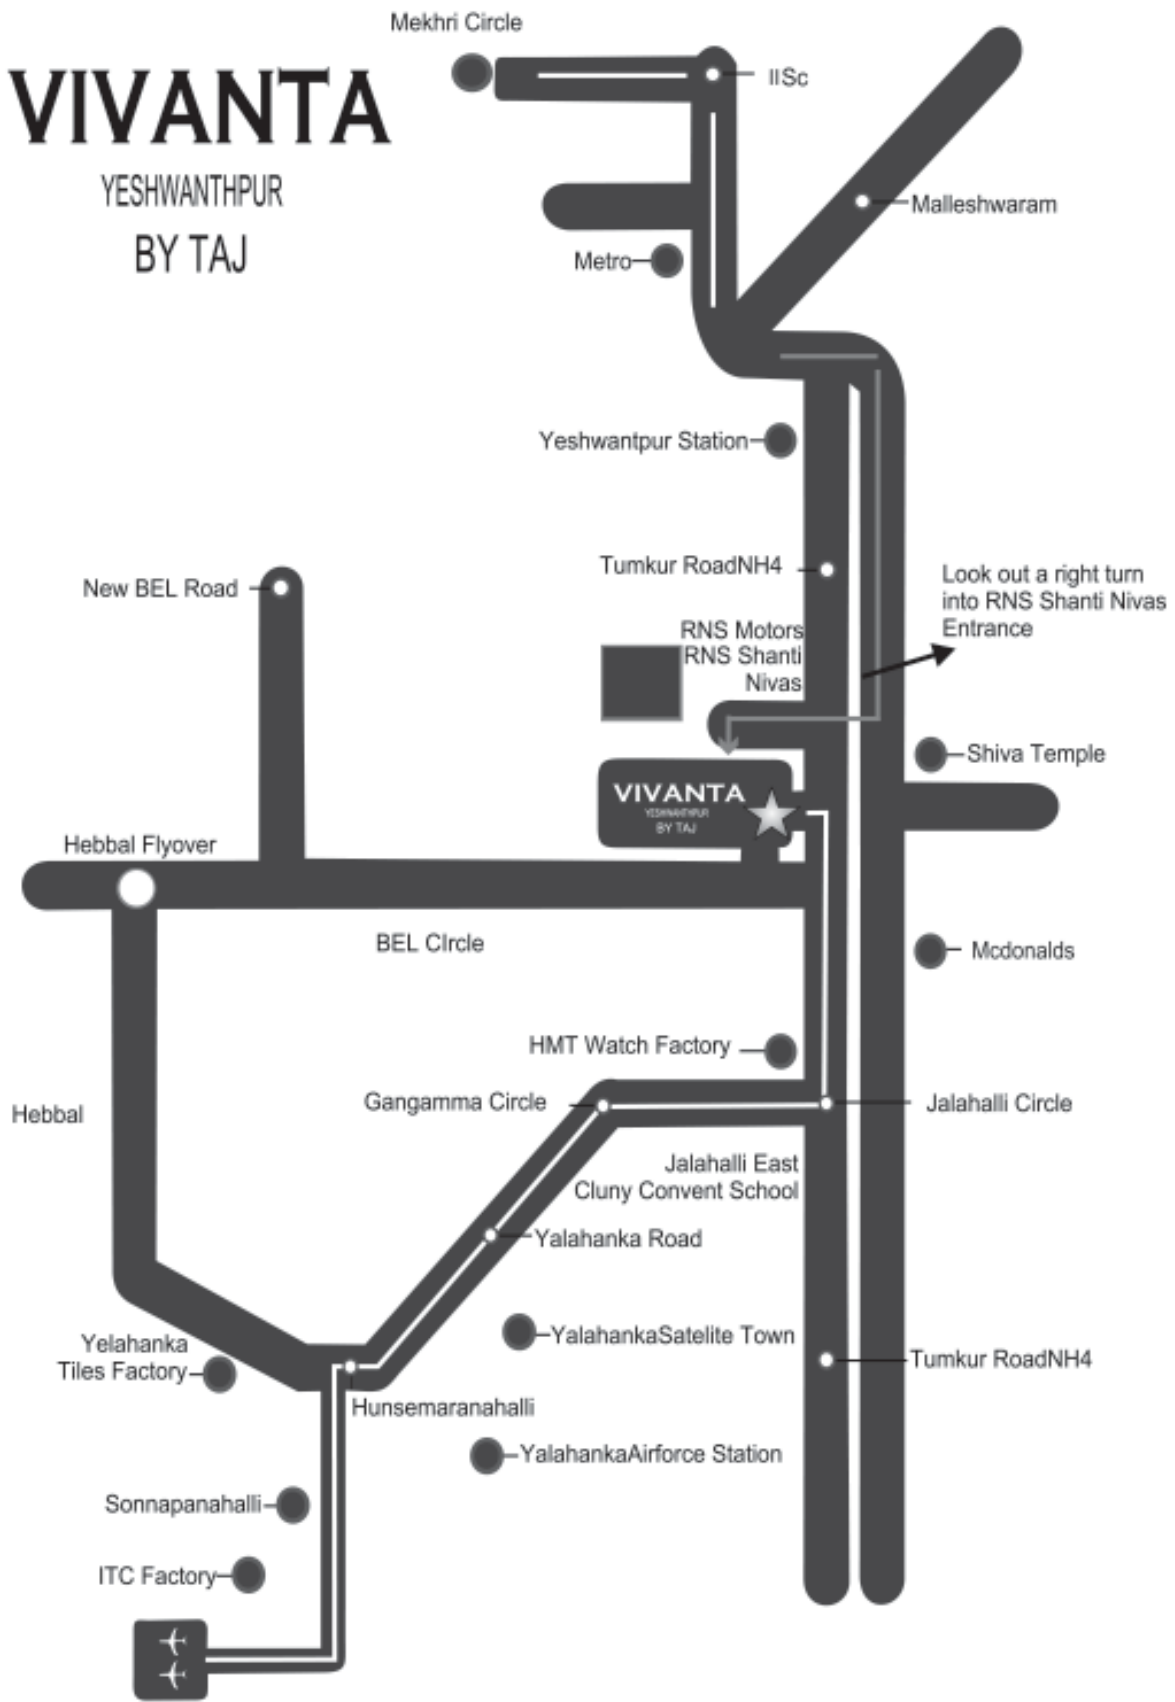 Mekhri Circle
VIVANTA
YESHWANTHPUR
BY TAJ
IISc
Malleshwaram
Metro
Yeshwantpur Station
Tumkur RoadNH4
Look out a right turn
into RNS Shanti Nivas
Entrance
New BEL Road
RNS Motors
RNS Shanti
Nivas
Shiva Temple
VIVANTA
YESHWANTHPUR
BY TAJ
Hebbal Flyover
BEL CIrcle
Mcdonalds
HMT Watch Factory
Gangamma Circle
Jalahalli Circle
Hebbal
Jalahalli East
Cluny Convent School
Yalahanka Road
YalahankaSatelite Town
Yelahanka
Tiles Factory
Tumkur RoadNH4
Hunsemaranahalli
YalahankaAirforce Station
Sonnapanahalli
ITC Factory